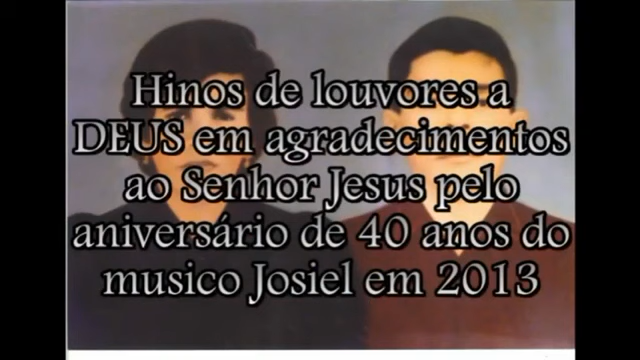 Hinos de louvores a
DEUS em agradecimentos
ao Senhor Jesus pelo
aniversário de 40 anos do
musico Josiel em 2013